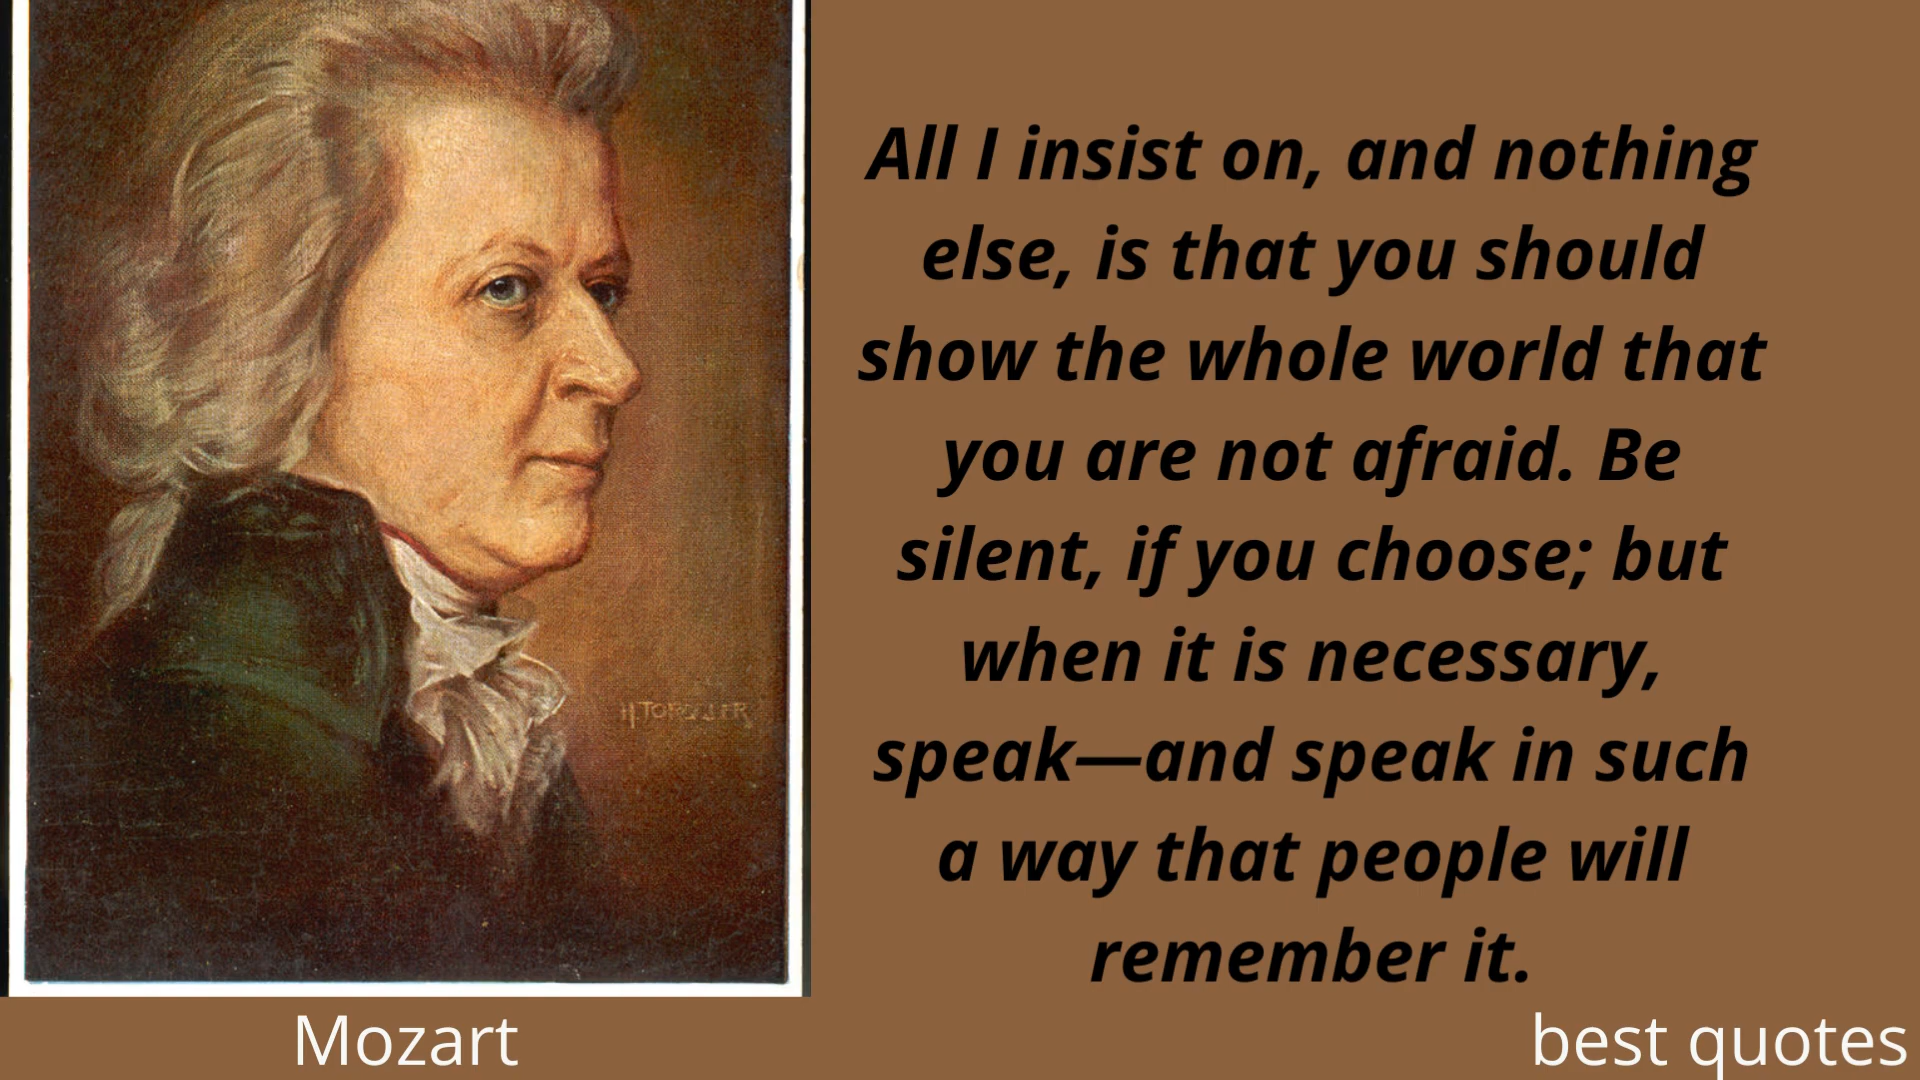 All I insist on, and nothing
else, is that you should
show the whole world that
you are not afraid. Be
silent, if you choose; but
when it is necessary,
speak—and speak in such
a way that people will
remember it.
Mozart
best quotes